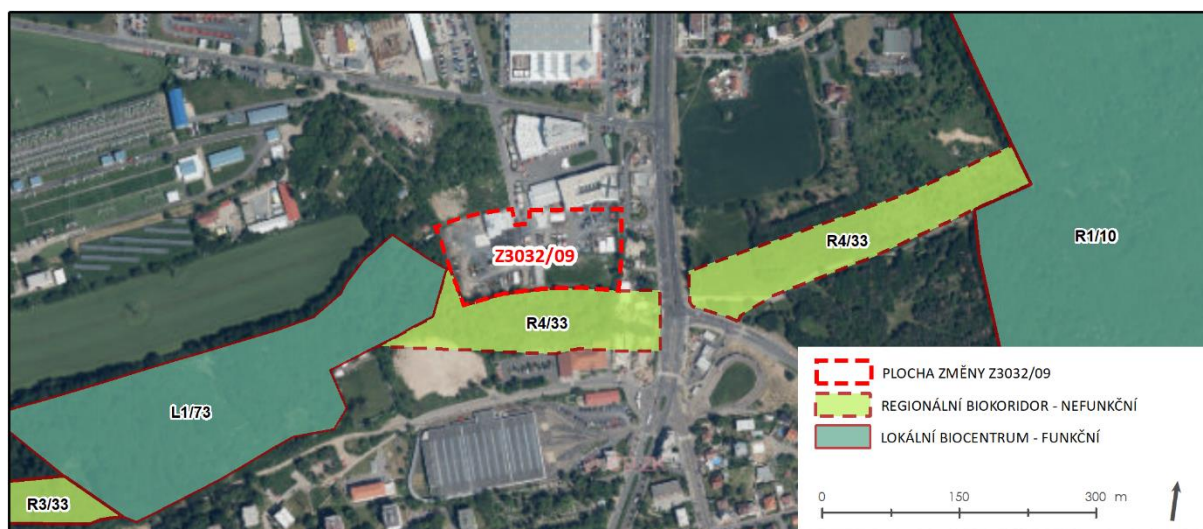 R4/33
R1/10
Z3032/09
R4/33
L1/73
R3/33
PLOCHA ZMĚNY Z3032/09
REGIONÁLNÍ BIOKORIDOR - NEFUNKČNÍ
LOKÁLNÍ BIOCENTRUM - FUNKČNÍ
0 150 300 m